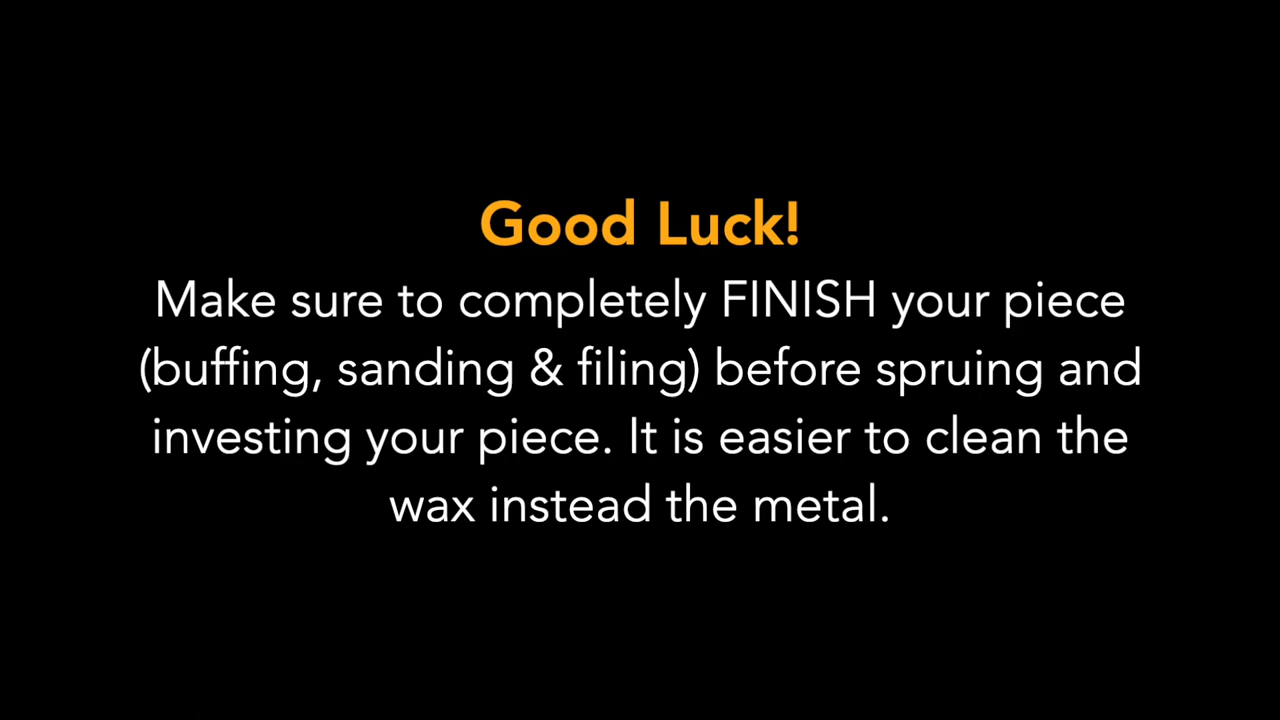 Good Luck!
Make sure to completely FINISH your piece
(buffing, sanding & filing) before spruing and
investing your piece. It is easier to clean the
wax instead the metal.